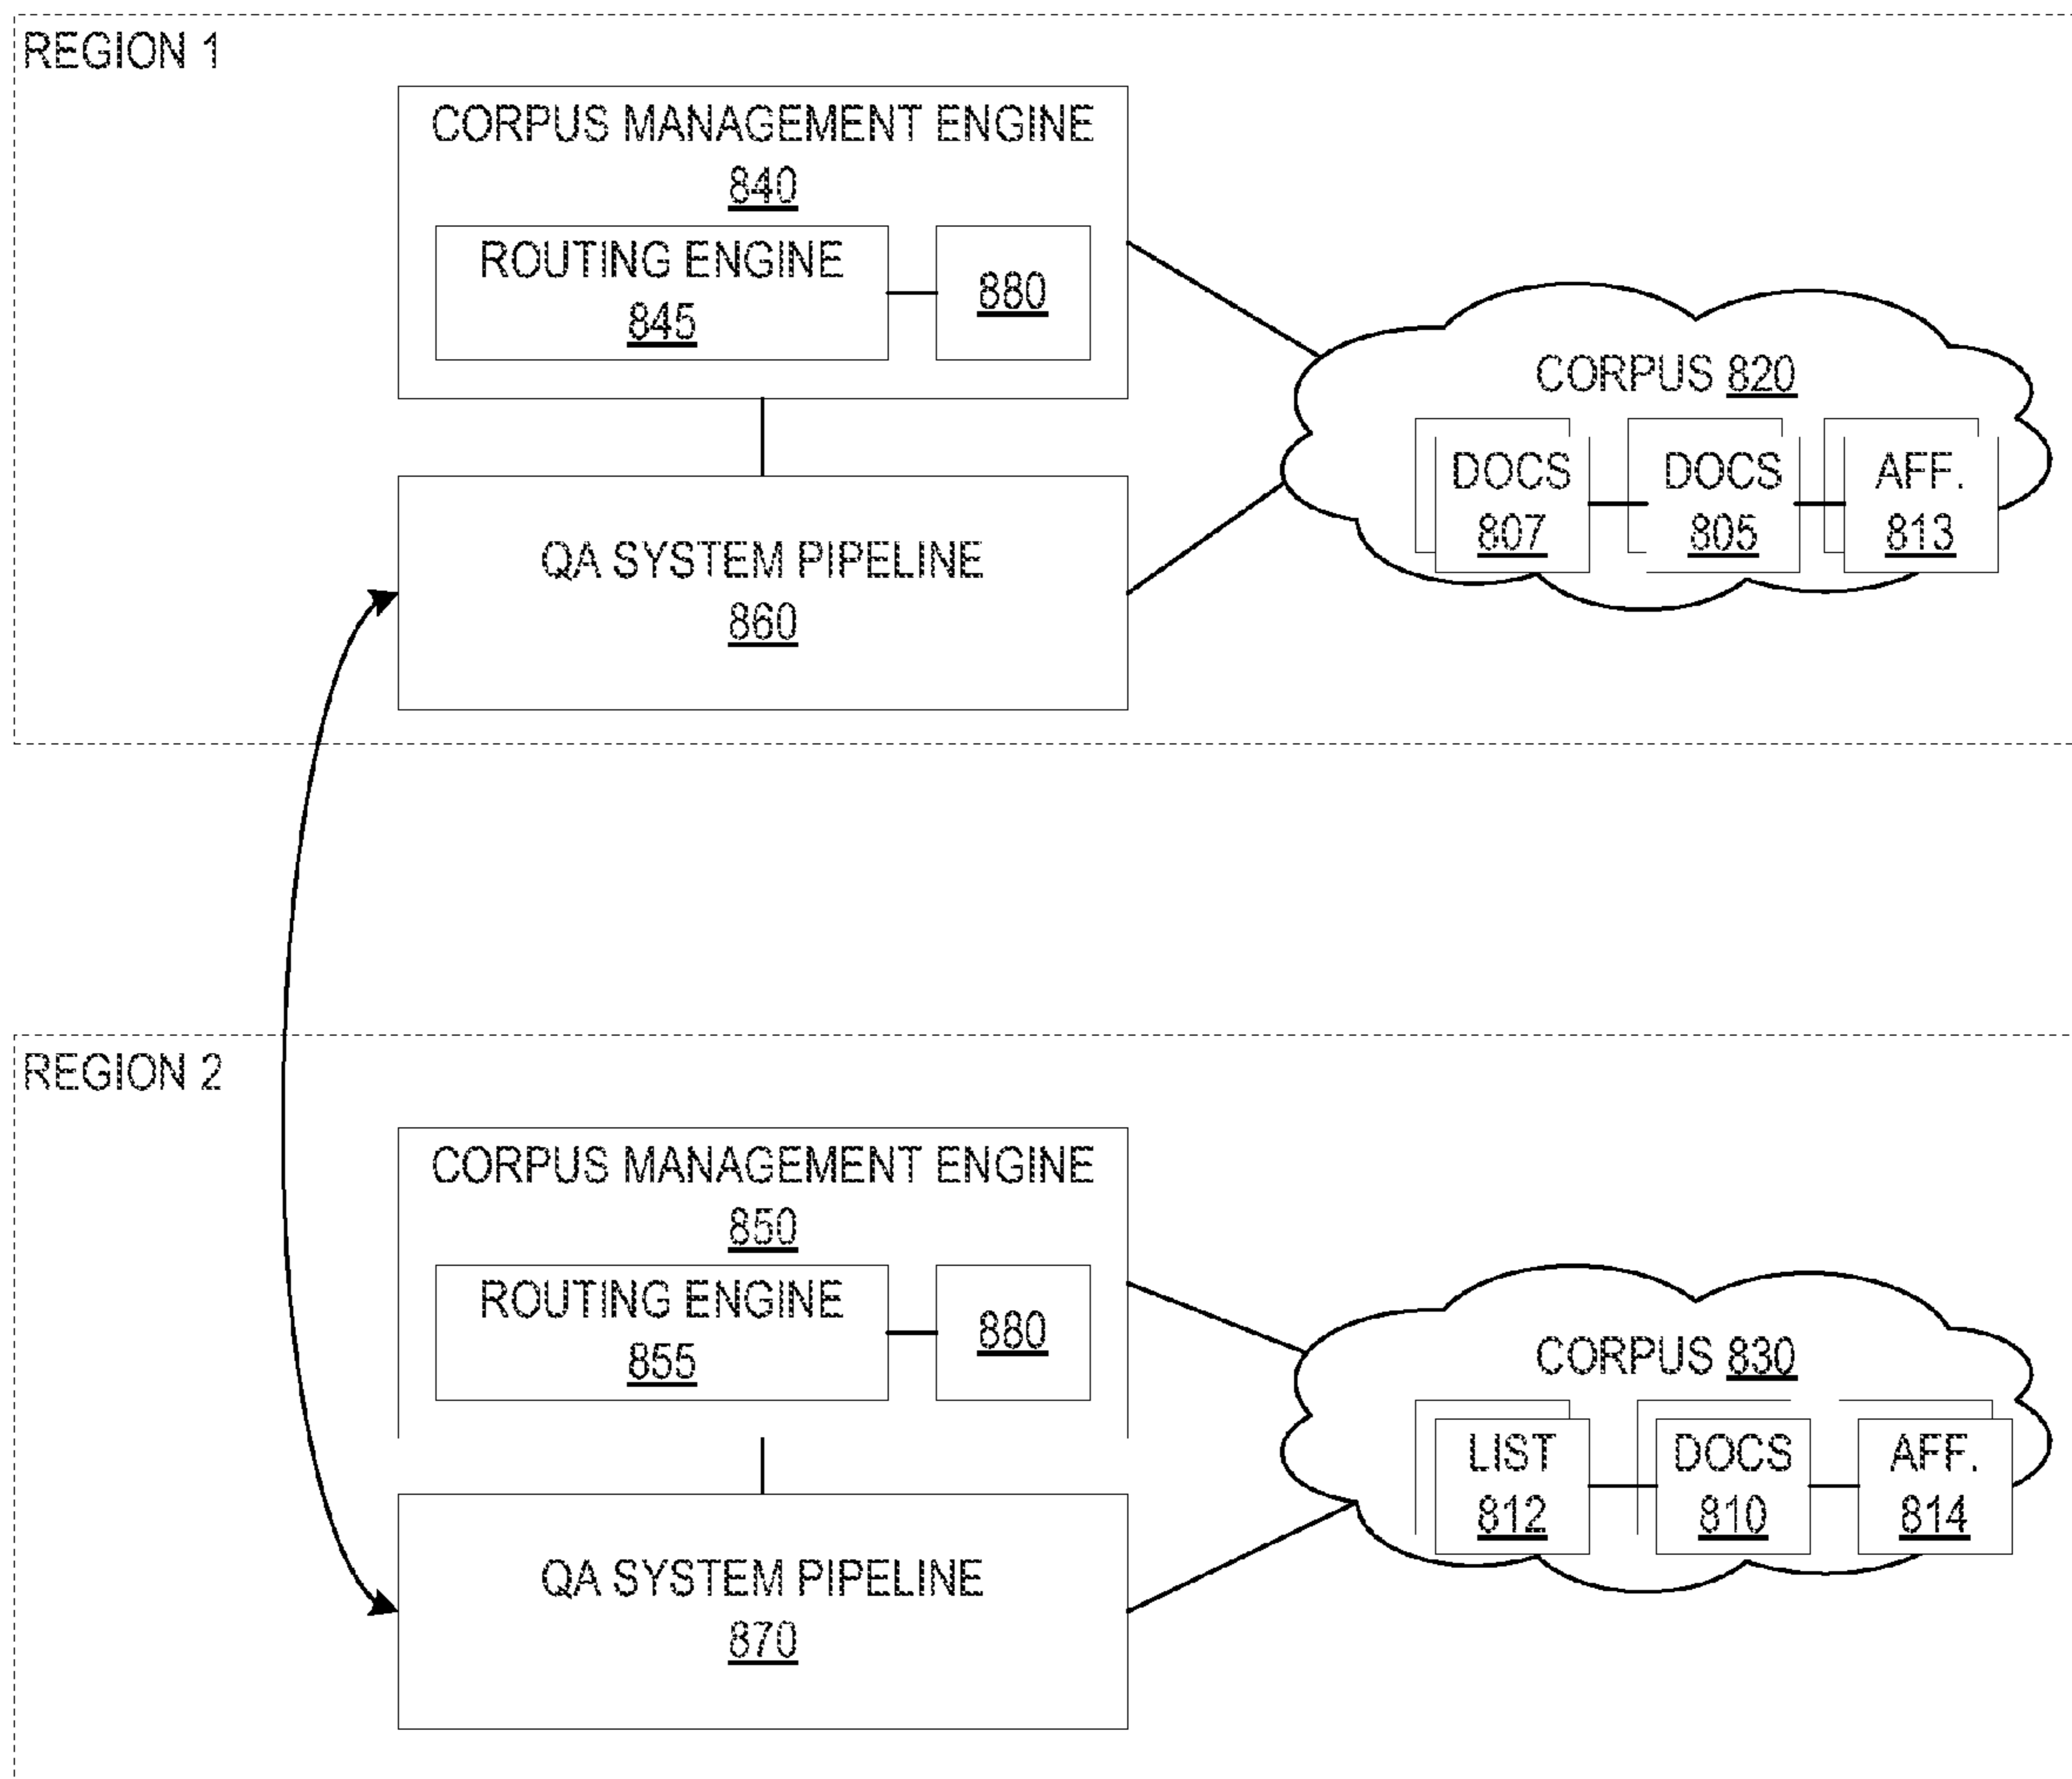 REGION 1
CORPUS MANAGEMENT ENGINE
840
ROUTING ENGINE
845
880
QA SYSTEM PIPELINE
860
CORPUS 820
DOCS
807
DOCS
805
AFF.
813
REGION 2
CORPUS MANAGEMENT ENGINE
850
ROUTING ENGINE
855
880
QA SYSTEM PIPELINE
870
CORPUS 830
LIST
812
DOCS
810
AFF.
814